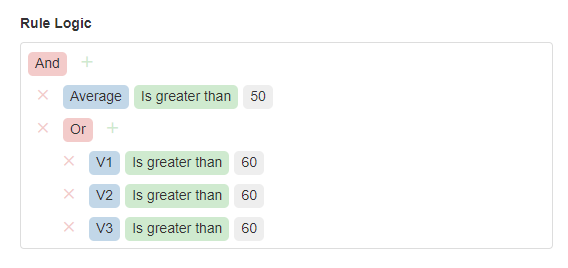 Rule Logic
And +
× Average Is greater than 50
× Or +
× V1 Is greater than 60
× V2 Is greater than 60
× V3 Is greater than 60